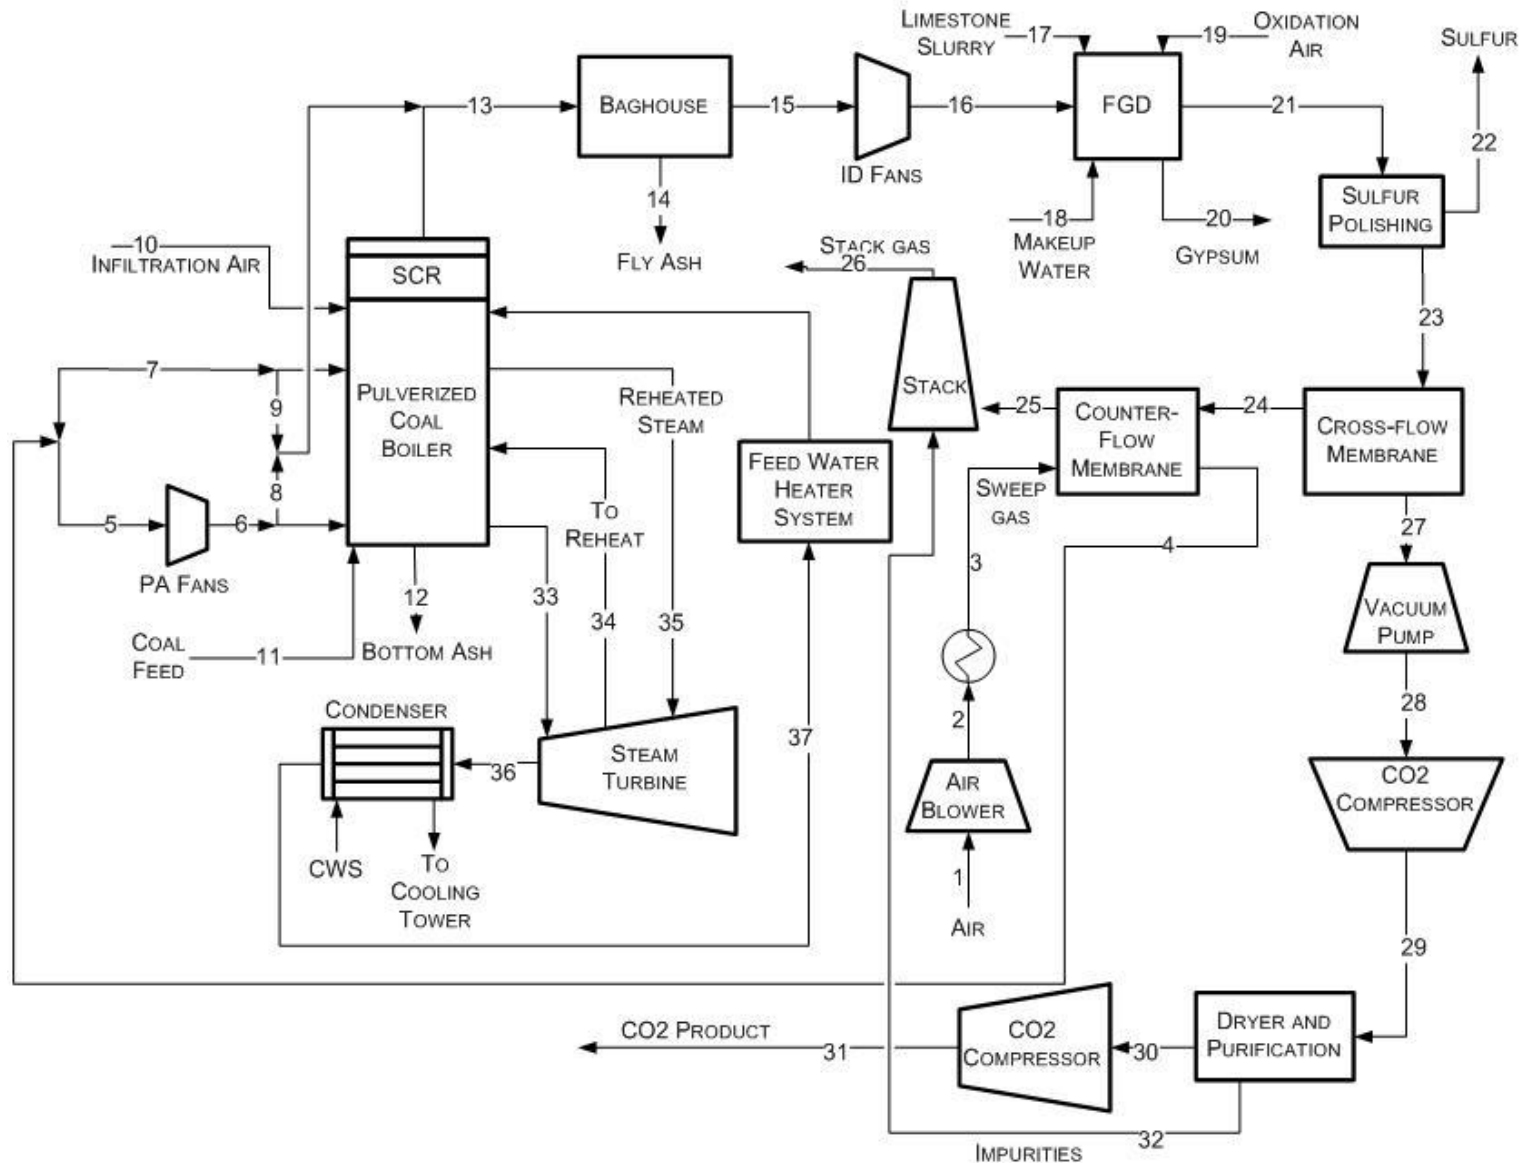 LIMESTONE
SLURRY
17
19
OXIDATION
AIR
SULFUR
13
BAGHOUSE
15
16
FGD
21
22
ID FANS
14
18
20
SULFUR
POLISHING
10
INFILTRATION AIR
FLY ASH
STACK GAS
26
MAKEUP
WATER
GYPSUM
SCR
23
7
PULVERIZED
COAL
BOILER
REHEATED
STEAM
STACK
25
COUNTER-
FLOW
MEMBRANE
24
CROSS-FLOW
MEMBRANE
9
8
FEED WATER
HEATER
SYSTEM
SWEEP
GAS
5
6
TO
REHEAT
27
4
3
PA FANS
12
33
34
35
VACUUM
PUMP
COAL
FEED
11
BOTTOM ASH
28
CONDENSER
2
37
36
STEAM
TURBINE
AIR
BLOWER
CO2
COMPRESSOR
CWS
TO
COOLING
TOWER
1
AIR
29
CO2 PRODUCT
31
CO2
COMPRESSOR
30
DRYER AND
PURIFICATION
32
IMPURITIES